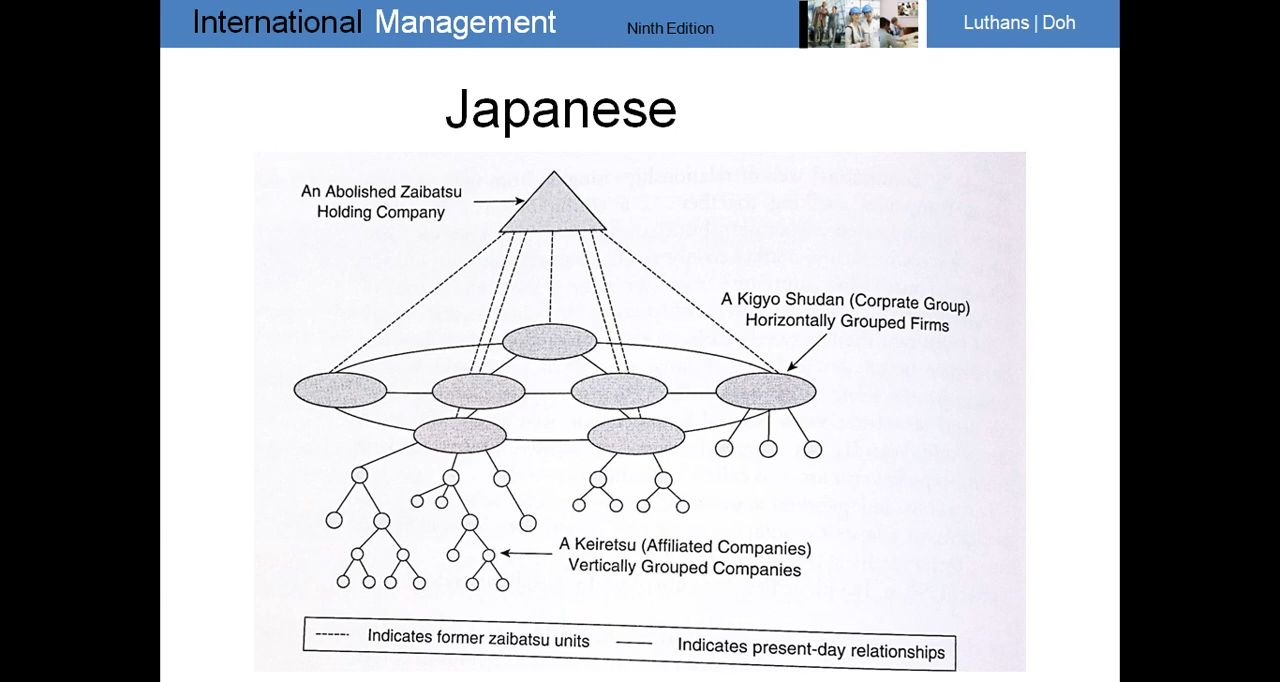 International Management
Ninth Edition
Luthans | Doh
Japanese
An Abolished Zaibatsu
Holding Company
A Kigyo Shudan (Corprate Group)
Horizontally Grouped Firms
A Keiretsu (Affiliated Companies)
Vertically Grouped Companies
Indicates former zaibatsu units
Indicates present-day relationships